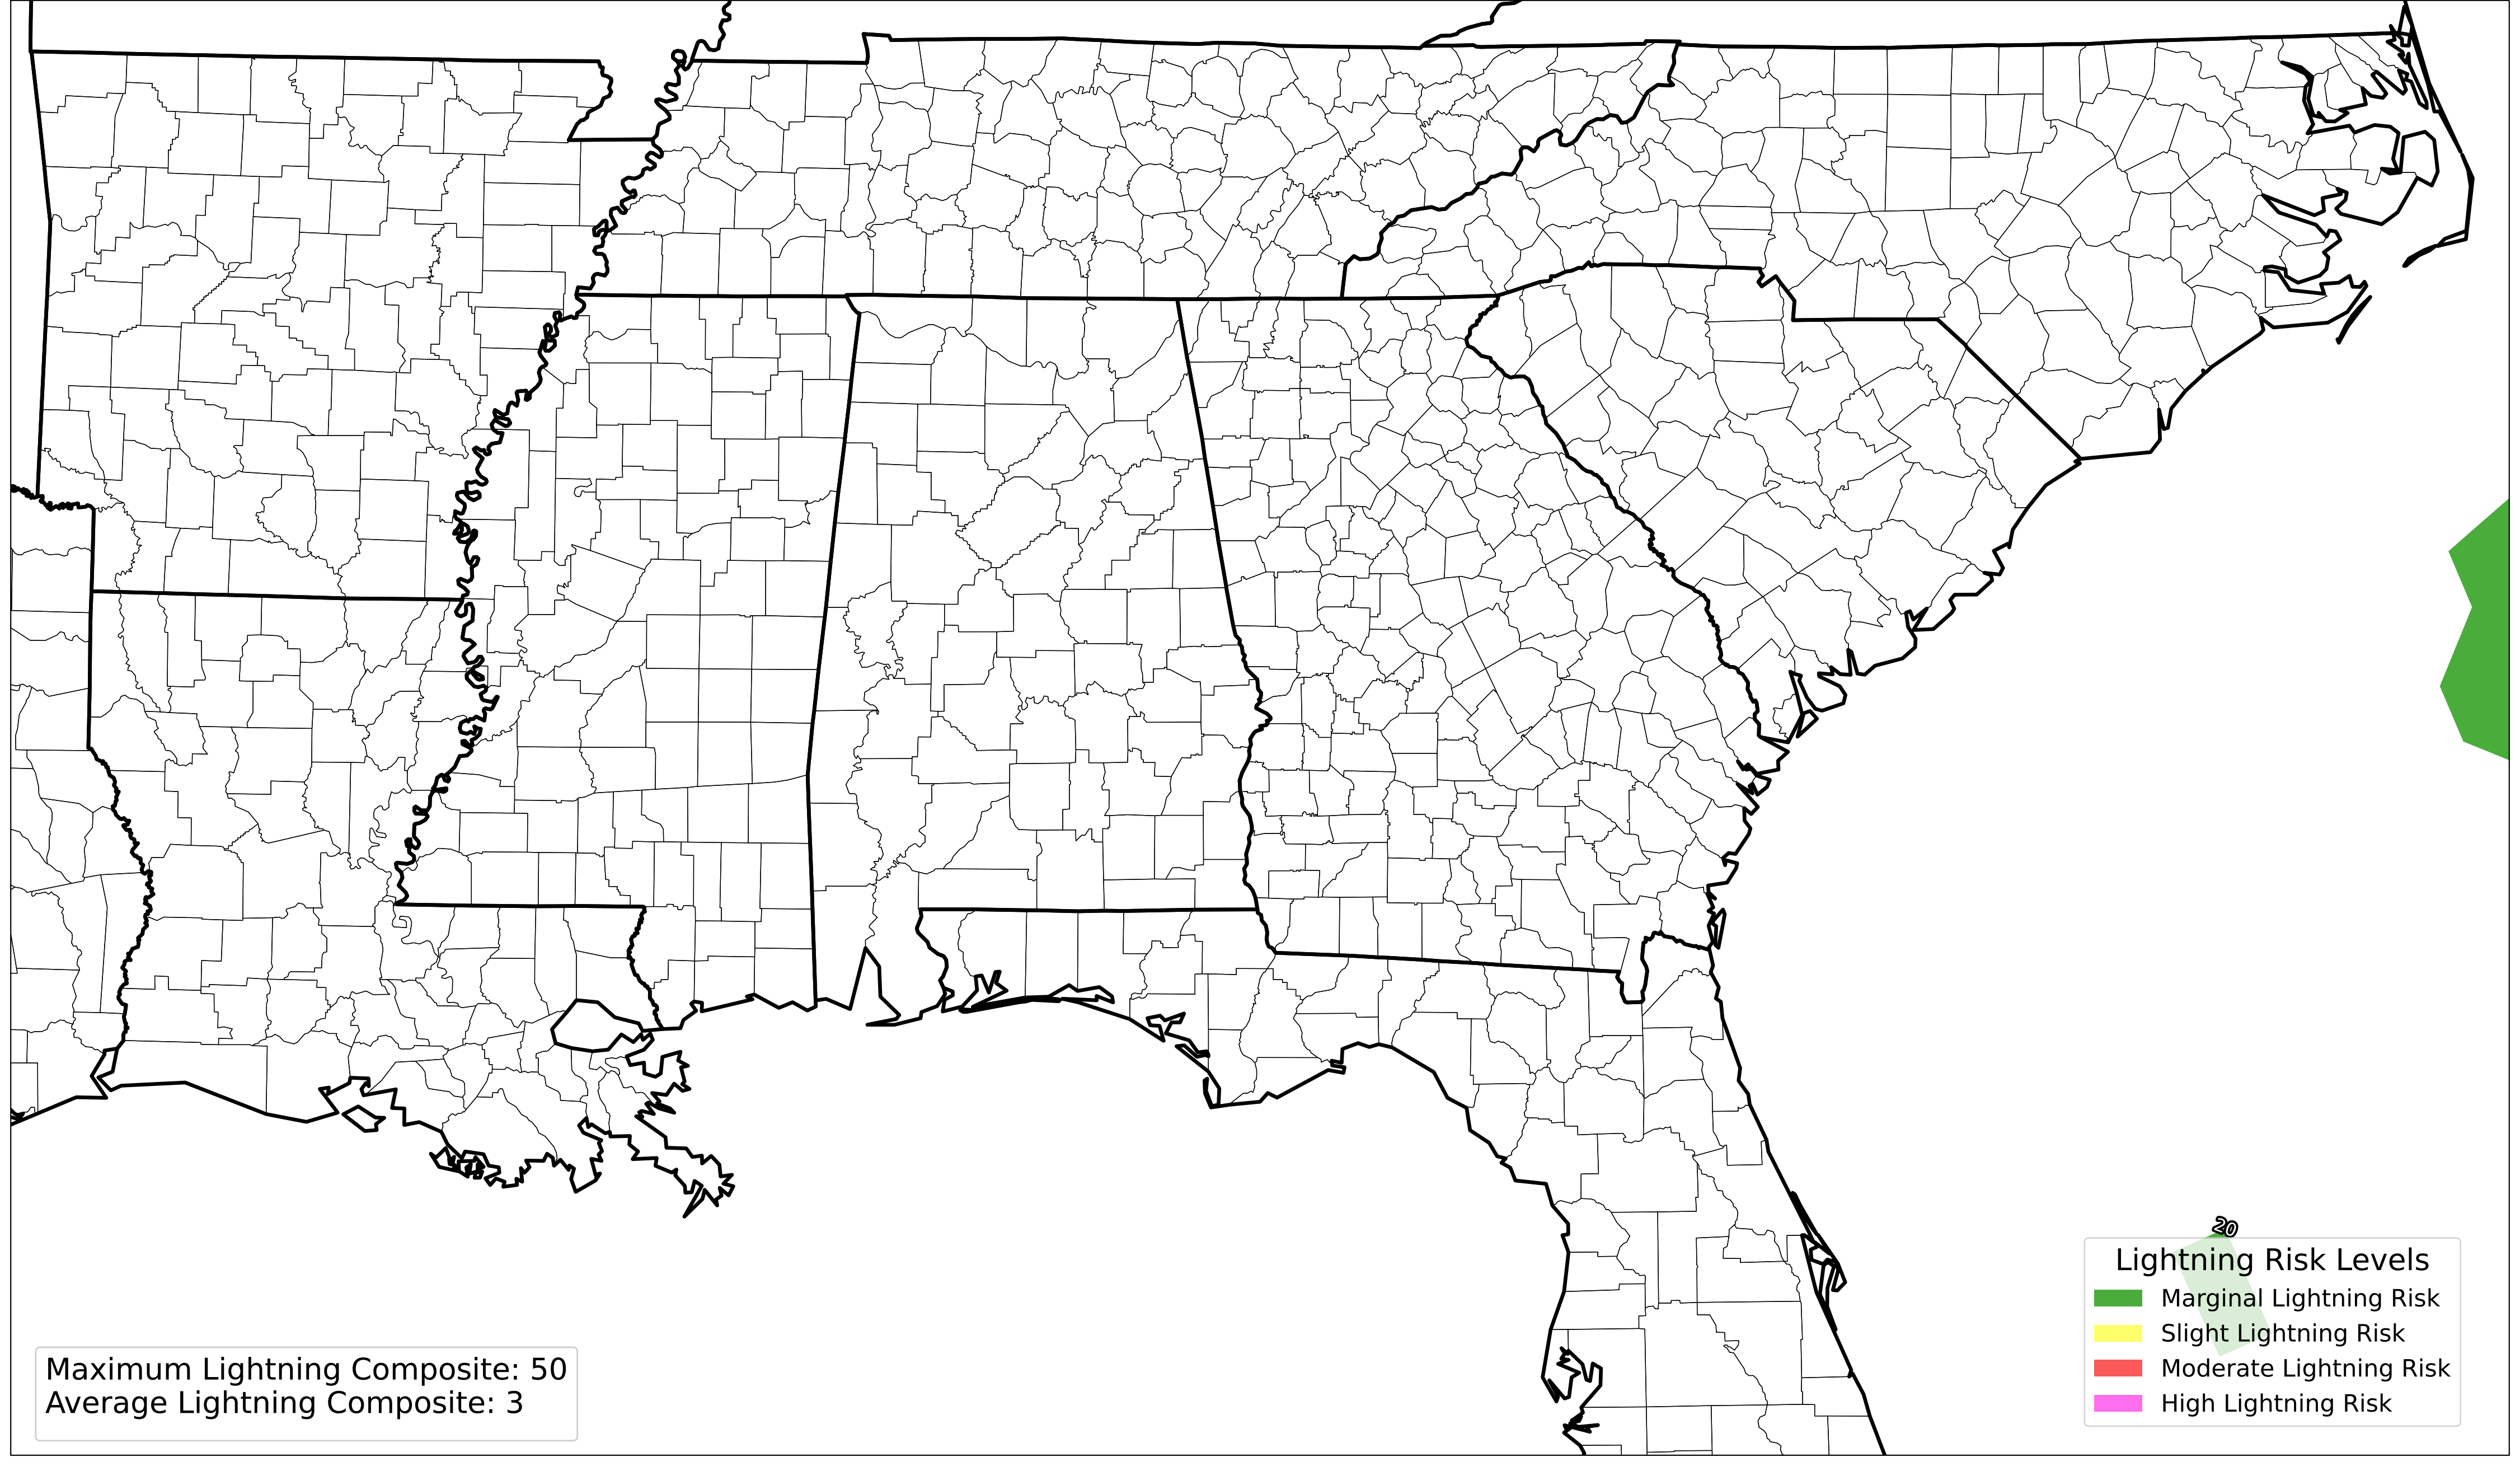 20
Lightning Risk Levels
Marginal Lightning Risk
Slight Lightning Risk
Moderate Lightning Risk
High Lightning Risk
Maximum Lightning Composite: 50
Average Lightning Composite: 3